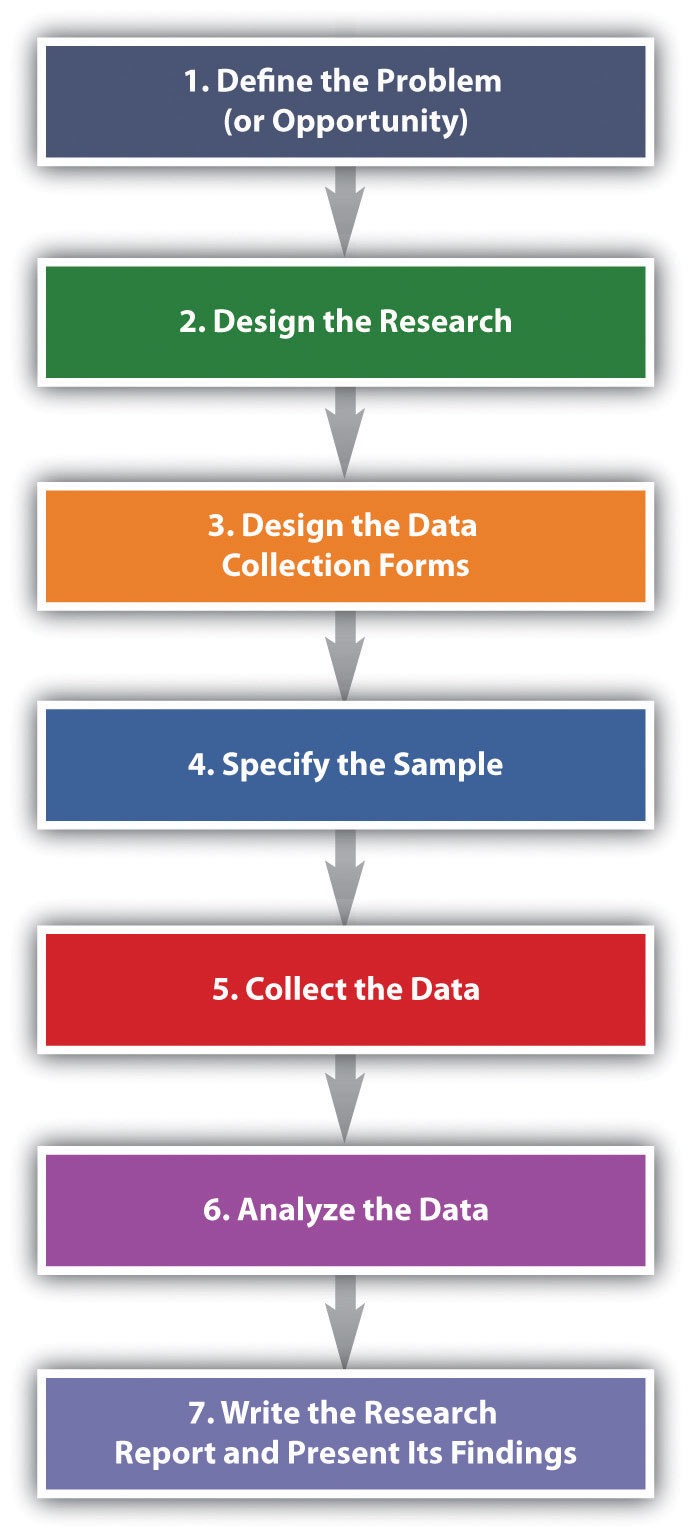 1. Define the Problem
(or Opportunity)
2. Design the Research
3. Design the Data
Collection Forms
4. Specify the Sample
5. Collect the Data
6. Analyze the Data
7. Write the Research
Report and Present Its Findings